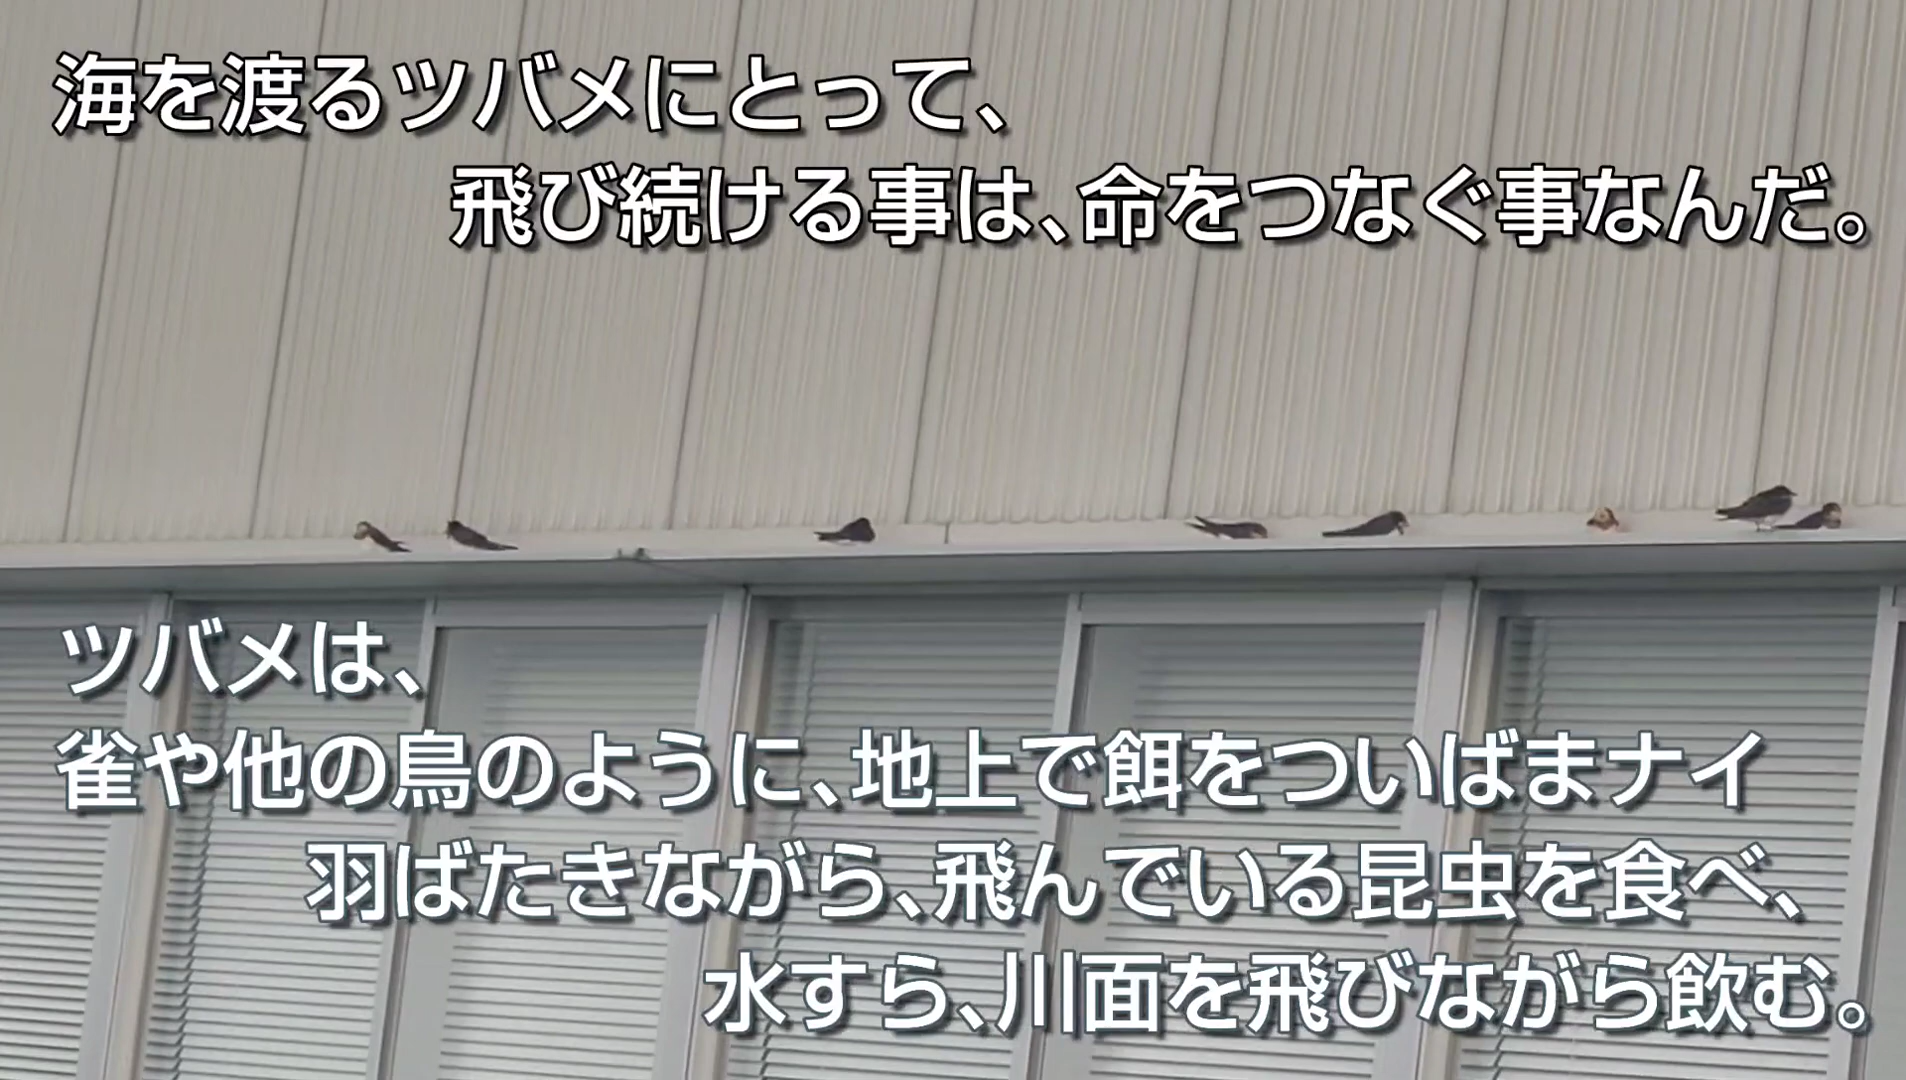 海を渡るツバメにとって、
飛び続ける事は、命をつなぐ事なんだ。
ツバメは、
雀や他の鳥のように、地上で餌をついばまナイ
羽ばたきながら、飛んでいる昆虫を食べ、
水すら、川面を飛びながら飲む。